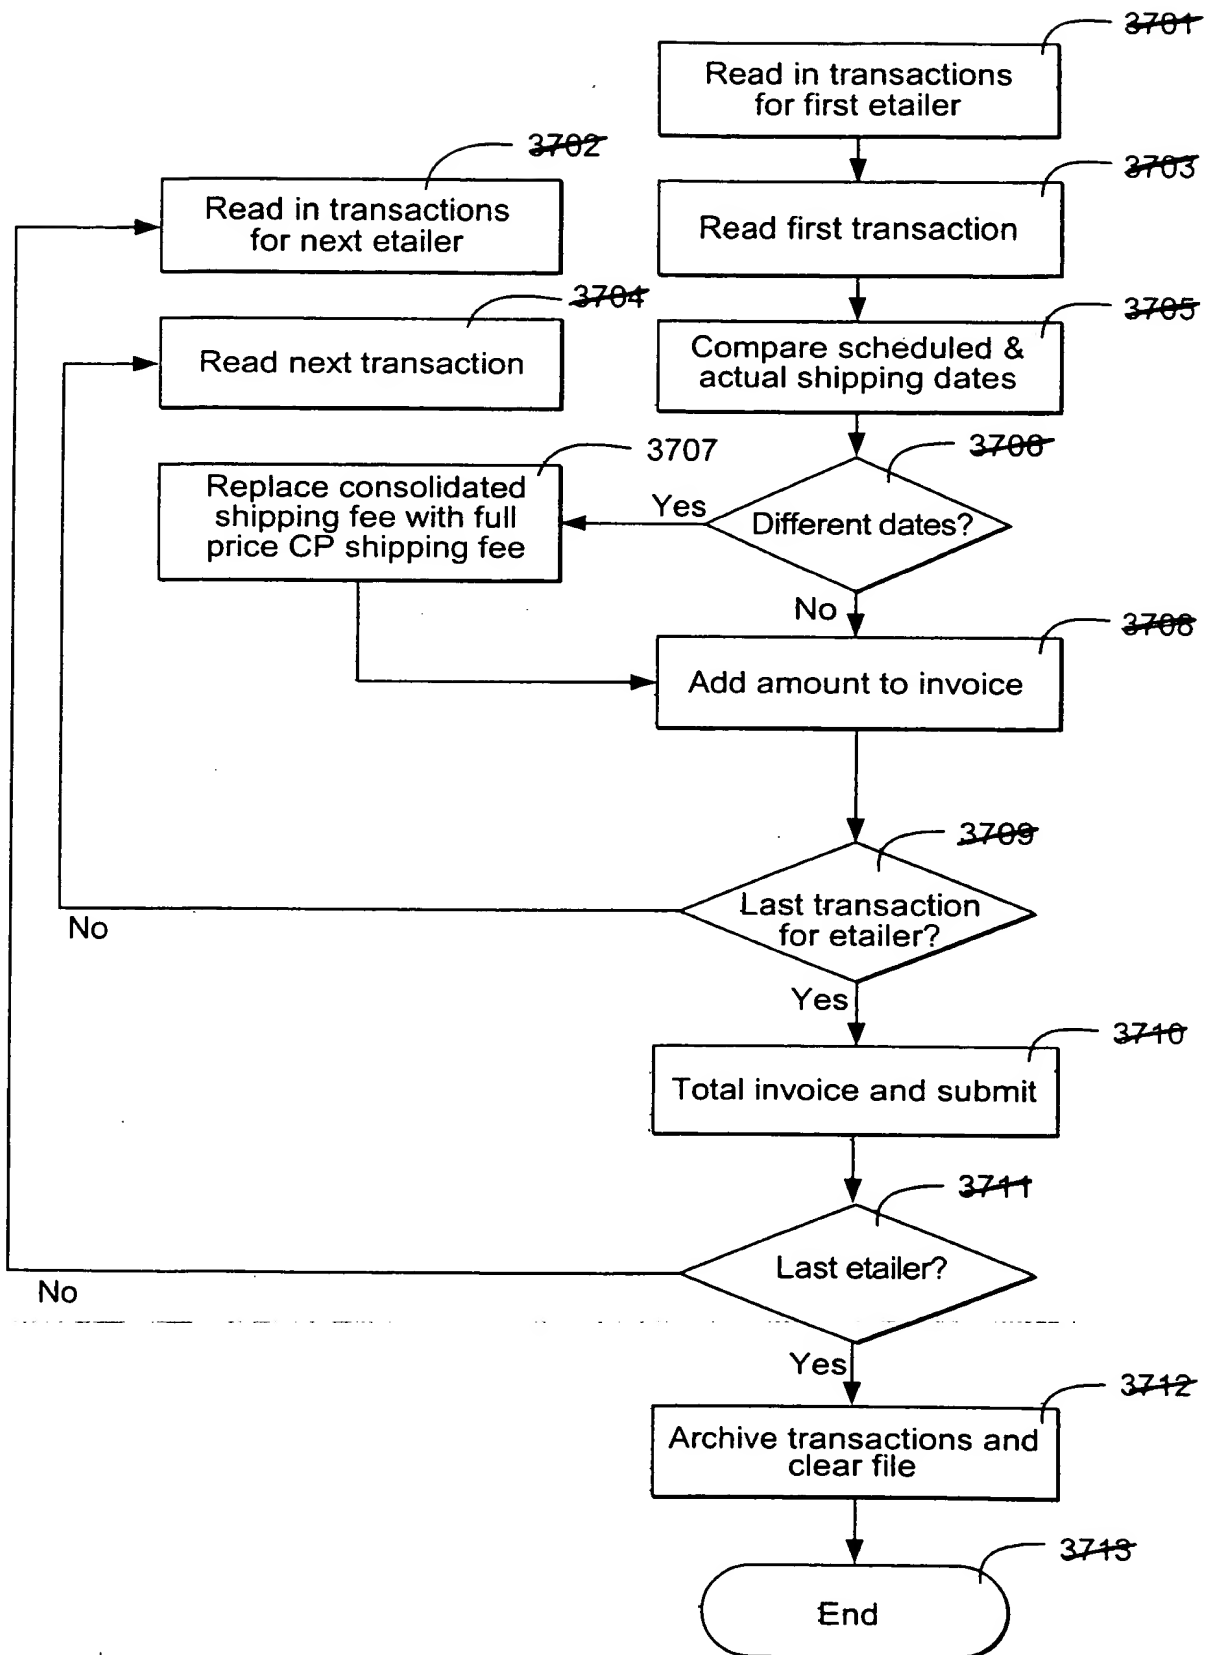 3701
Read in transactions
for first etailer
3702
Read in transactions
for next etailer
3703
Read first transaction
3704
Read next transaction
3705
Compare scheduled &
actual shipping dates
3706
Different dates?
Yes
No
3707
Replace consolidated
shipping fee with full
price CP shipping fee
3708
Add amount to invoice
3709
Last transaction
for etailer?
No
Yes
3710
Total invoice and submit
3711
Last etailer?
No
Yes
3712
Archive transactions and
clear file
3713
End